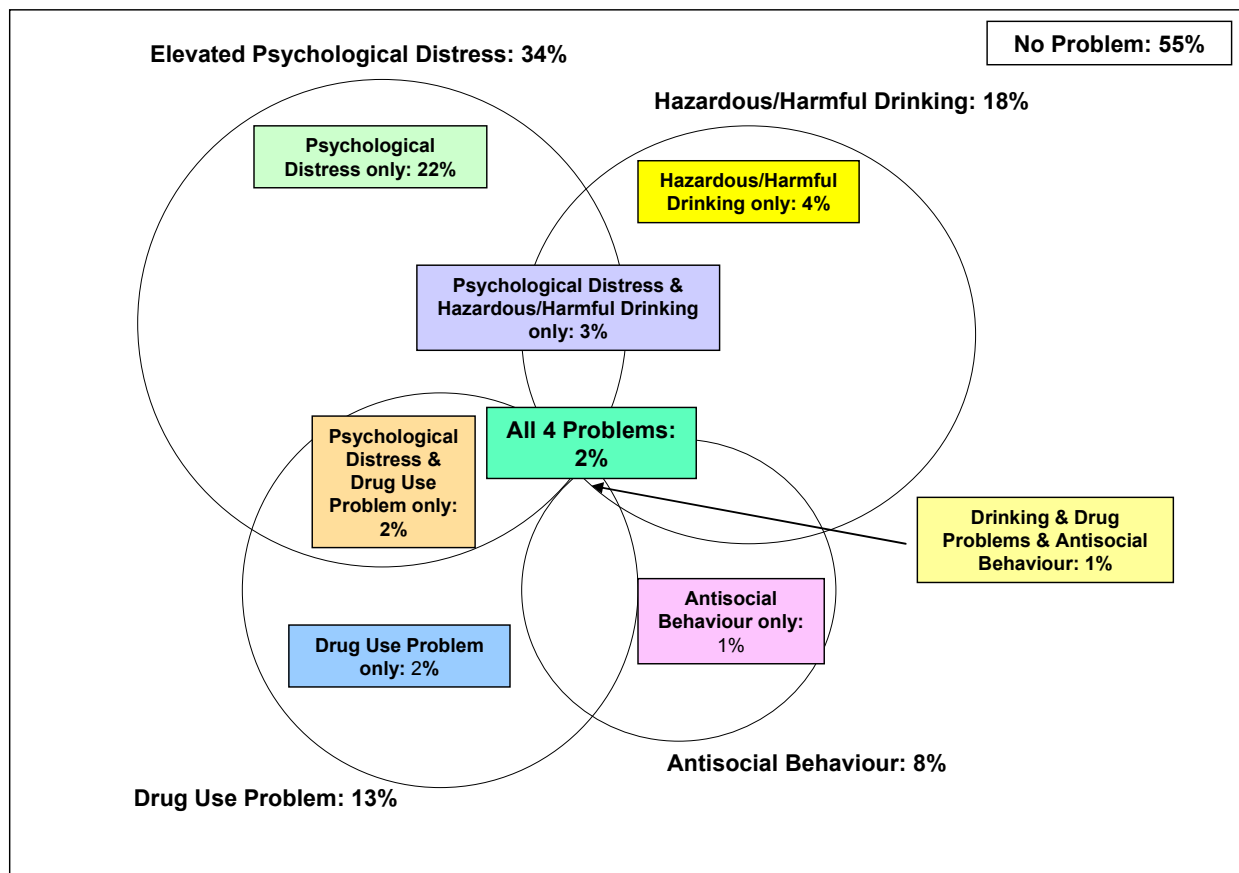 No Problem: 55%
Elevated Psychological Distress: 34%
Hazardous/Harmful Drinking: 18%
Psychological
Distress only: 22%
Hazardous/Harmful
Drinking only: 4%
Psychological Distress &
Hazardous/Harmful Drinking
only: 3%
All 4 Problems:
2%
Psychological
Distress &
Drug Use
Problem only:
2%
Drinking & Drug
Problems & Antisocial
Behaviour: 1%
Antisocial
Behaviour only:
1%
Drug Use Problem
only: 2%
Antisocial Behaviour: 8%
Drug Use Problem: 13%